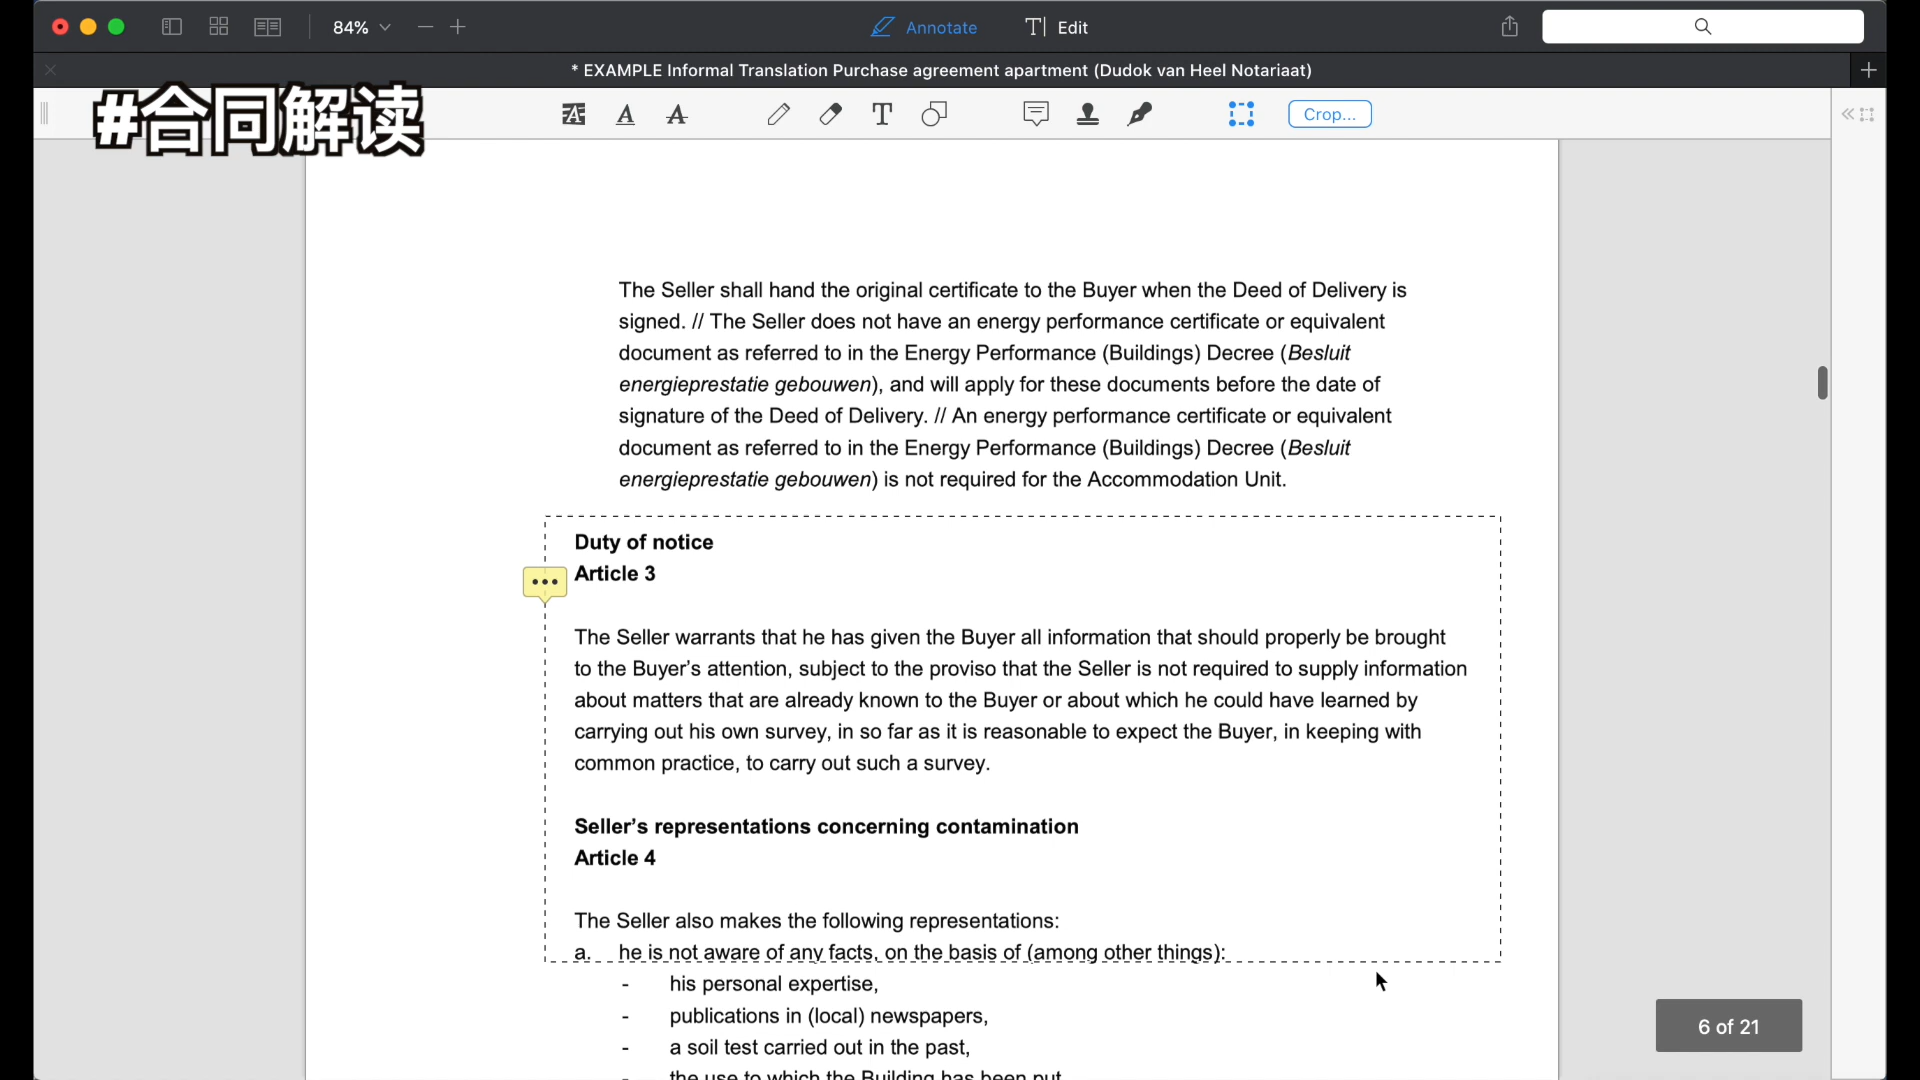 84%
Annotate
Edit
* EXAMPLE Informal Translation Purchase agreement apartment (Dudok van Heel Notariaat)
#合同解读
Crop...
The Seller shall hand the original certificate to the Buyer when the Deed of Delivery is
signed. // The Seller does not have an energy performance certificate or equivalent
document as referred to in the Energy Performance (Buildings) Decree (Besluit
energieprestatie gebouwen), and will apply for these documents before the date of
signature of the Deed of Delivery. // An energy performance certificate or equivalent
document as referred to in the Energy Performance (Buildings) Decree (Besluit
energieprestatie gebouwen) is not required for the Accommodation Unit.
Duty of notice
Article 3
The Seller warrants that he has given the Buyer all information that should properly be brought
to the Buyer's attention, subject to the proviso that the Seller is not required to supply information
about matters that are already known to the Buyer or about which he could have learned by
carrying out his own survey, in so far as it is reasonable to expect the Buyer, in keeping with
common practice, to carry out such a survey.
Seller's representations concerning contamination
Article 4
The Seller also makes the following representations:
a. he is not aware of any facts, on the basis of (among other things):
- his personal expertise,
- publications in (local) newspapers,
- a soil test carried out in the past,
- the use to which the Building has been put
6 of 21